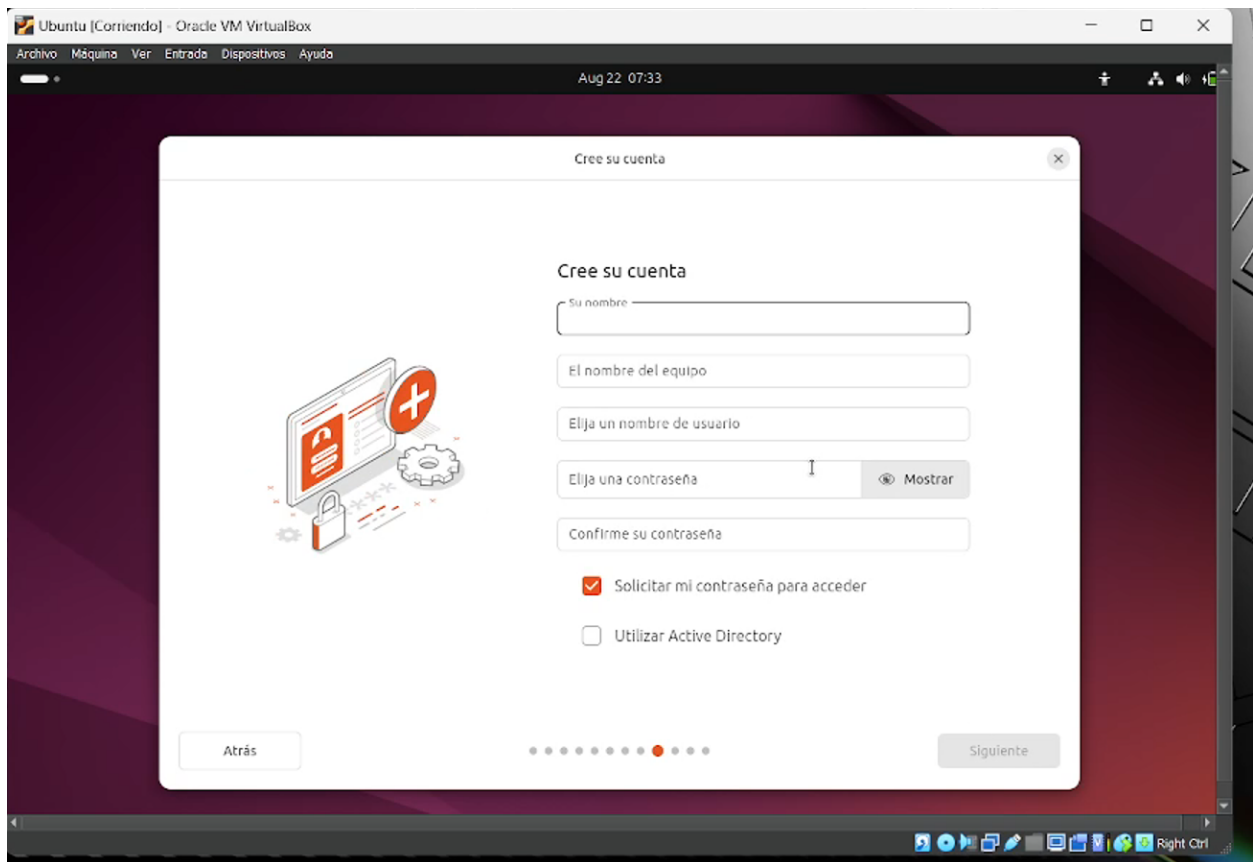 Ubuntu [Corriendo] - Oracle VM VirtualBox
Archivo Máquina Ver Entrada Dispositivos Ayuda
Aug 22 07:33
Cree su cuenta
Cree su cuenta
Su nombre
El nombre del equipo
Elija un nombre de usuario
Elija una contraseña
Mostrar
Confirme su contraseña
Solicitar mi contraseña para acceder
Utilizar Active Directory
Atrás
Siguiente
Right Ctrl